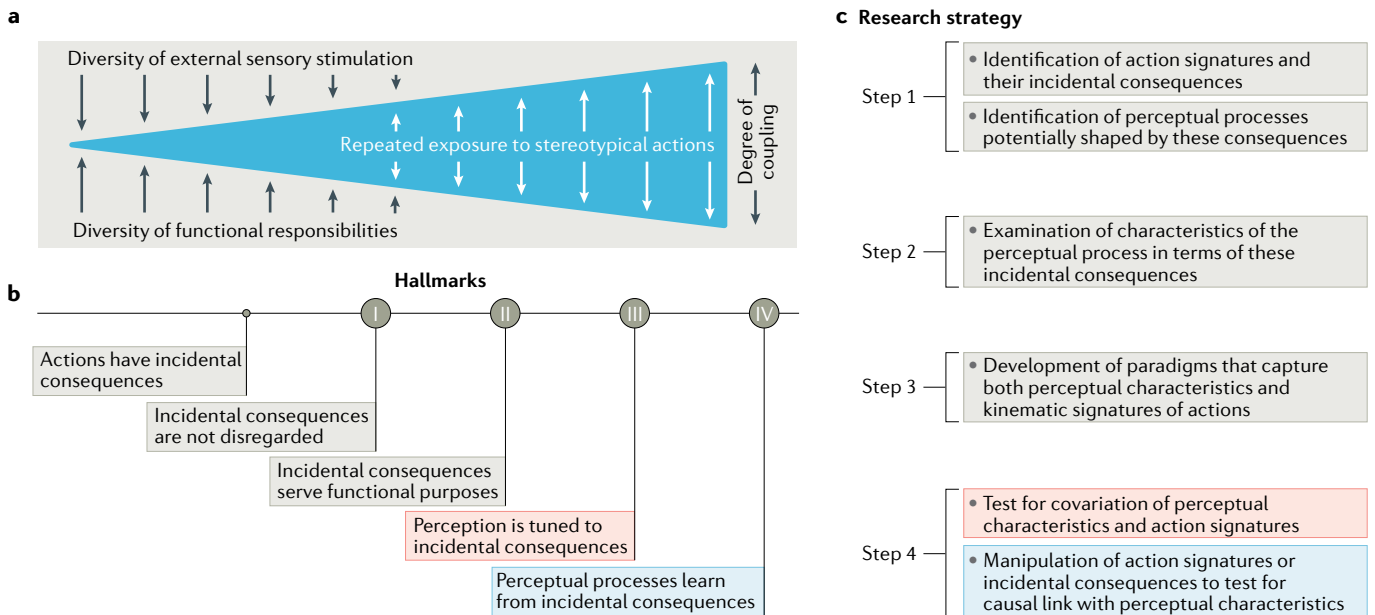 a
Diversity of external sensory stimulation
Repeated exposure to stereotypical actions
Degree of
coupling
Diversity of functional responsibilities
b
Hallmarks
I
II
III
IV
Actions have incidental
consequences
Incidental consequences
are not disregarded
Incidental consequences
serve functional purposes
Perception is tuned to
incidental consequences
Perceptual processes learn
from incidental consequences
c Research strategy
Step 1
• Identification of action signatures and
their incidental consequences
• Identification of perceptual processes
potentially shaped by these consequences
Step 2
• Examination of characteristics of the
perceptual process in terms of these
incidental consequences
Step 3
• Development of paradigms that capture
both perceptual characteristics and
kinematic signatures of actions
Step 4
• Test for covariation of perceptual
characteristics and action signatures
• Manipulation of action signatures or
incidental consequences to test for
causal link with perceptual characteristics